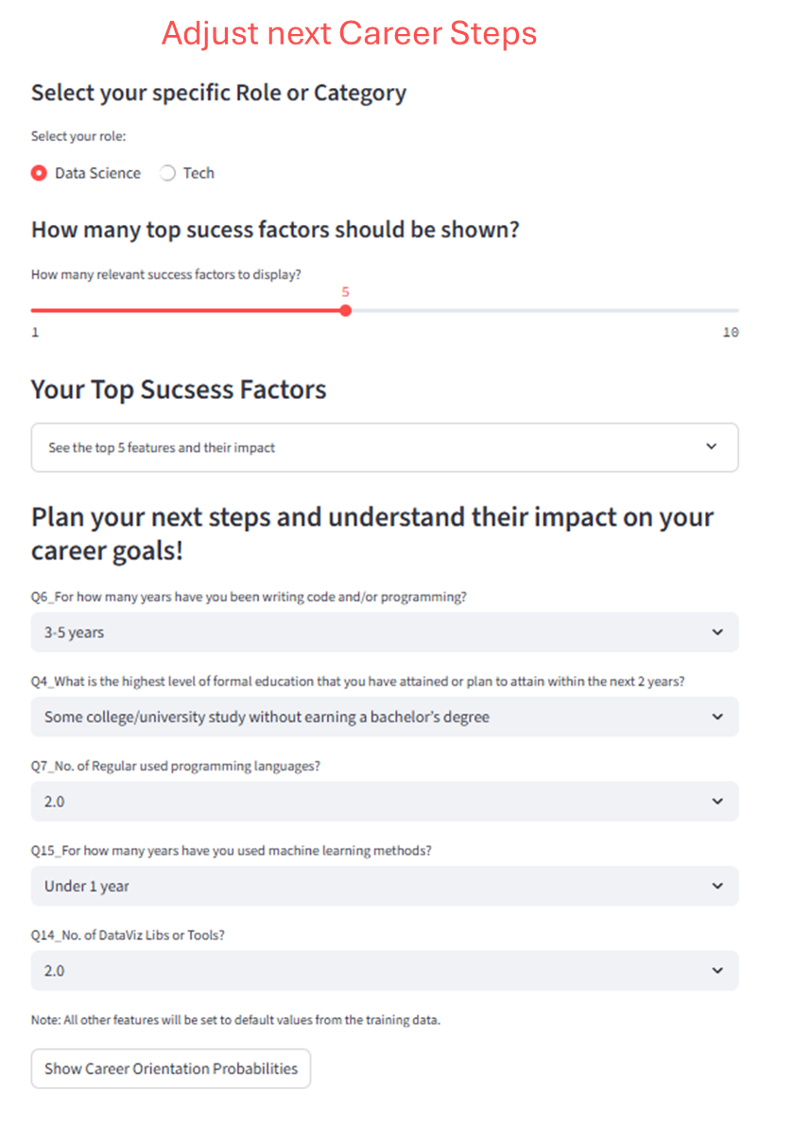 Adjust next Career Steps
Select your specific Role or Category
Select your role:
Data Science
Tech
How many top sucess factors should be shown?
How many relevant success factors to display?
5
1
10
Your Top Sucsess Factors
See the top 5 features and their impact
Plan your next steps and understand their impact on your
career goals!
Q6_For how many years have you been writing code and/or programming?
3-5 years
Q4_What is the highest level of formal education that you have attained or plan to attain within the next 2 years?
Some college/university study without earning a bachelor’s degree
Q7_No. of Regular used programming languages?
2.0
Q15_For how many years have you used machine learning methods?
Under 1 year
Q14_No. of DataViz Libs or Tools?
2.0
Note: All other features will be set to default values from the training data.
Show Career Orientation Probabilities